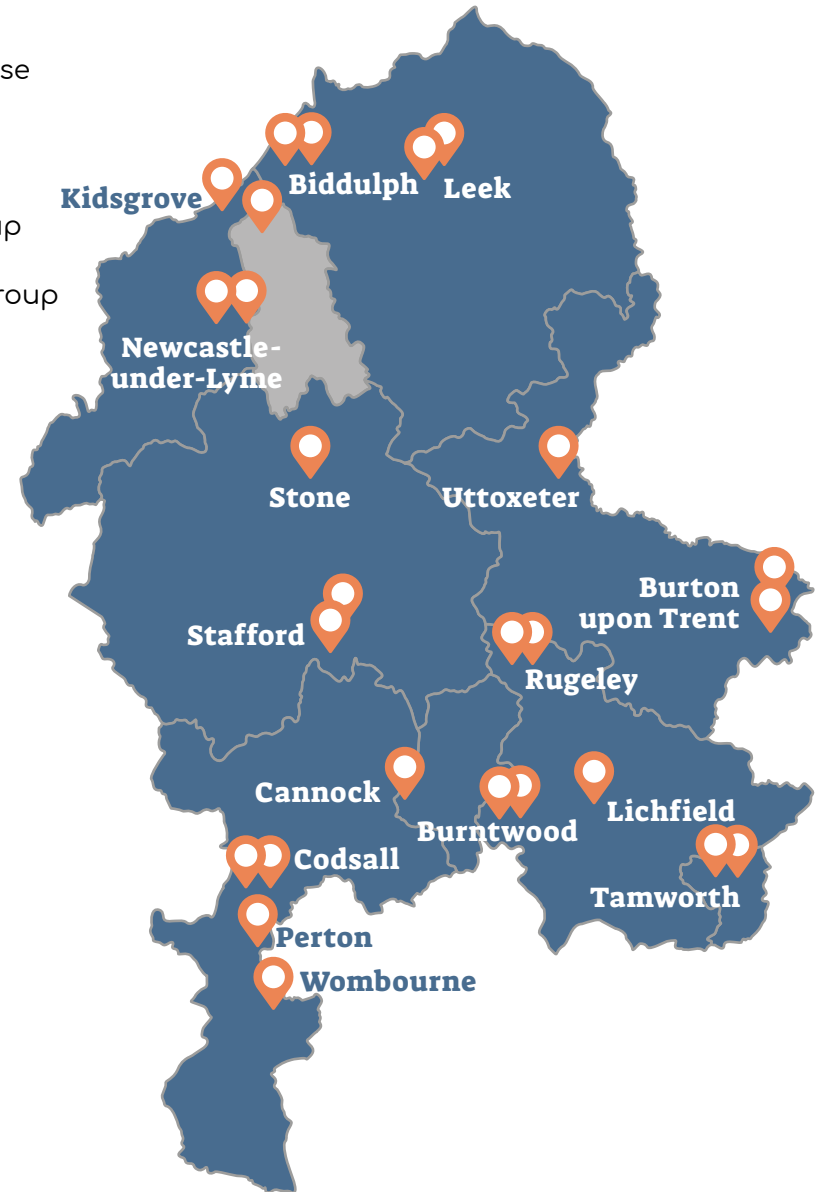 se
up
roup
Biddulph
Leek
Kidsgrove
Newcastle-
under-Lyme
Stone
Uttoxeter
Burton
upon Trent
Stafford
Rugeley
Cannock
Lichfield
Burntwood
Codsall
Tamworth
Perton
Wombourne